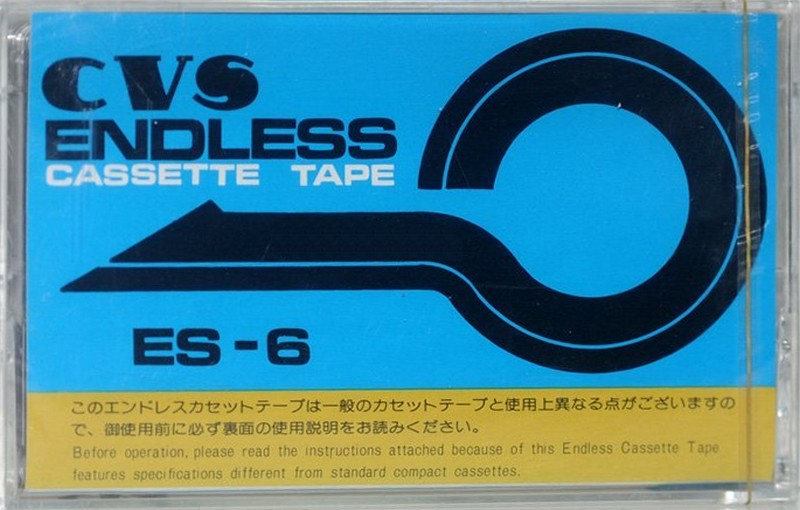 CVS
ENDLESS
CASSETTE TAPE
ES-6
このエンドレスカセットテープは一般のカセットテープと使用上異なる点がございますの
で、御使用前に必ず裏面の使用説明をお読みください。
Before operation, please read the instructions attached because of this Endless Cassette Tape
features specifications different from standard compact cassettes.